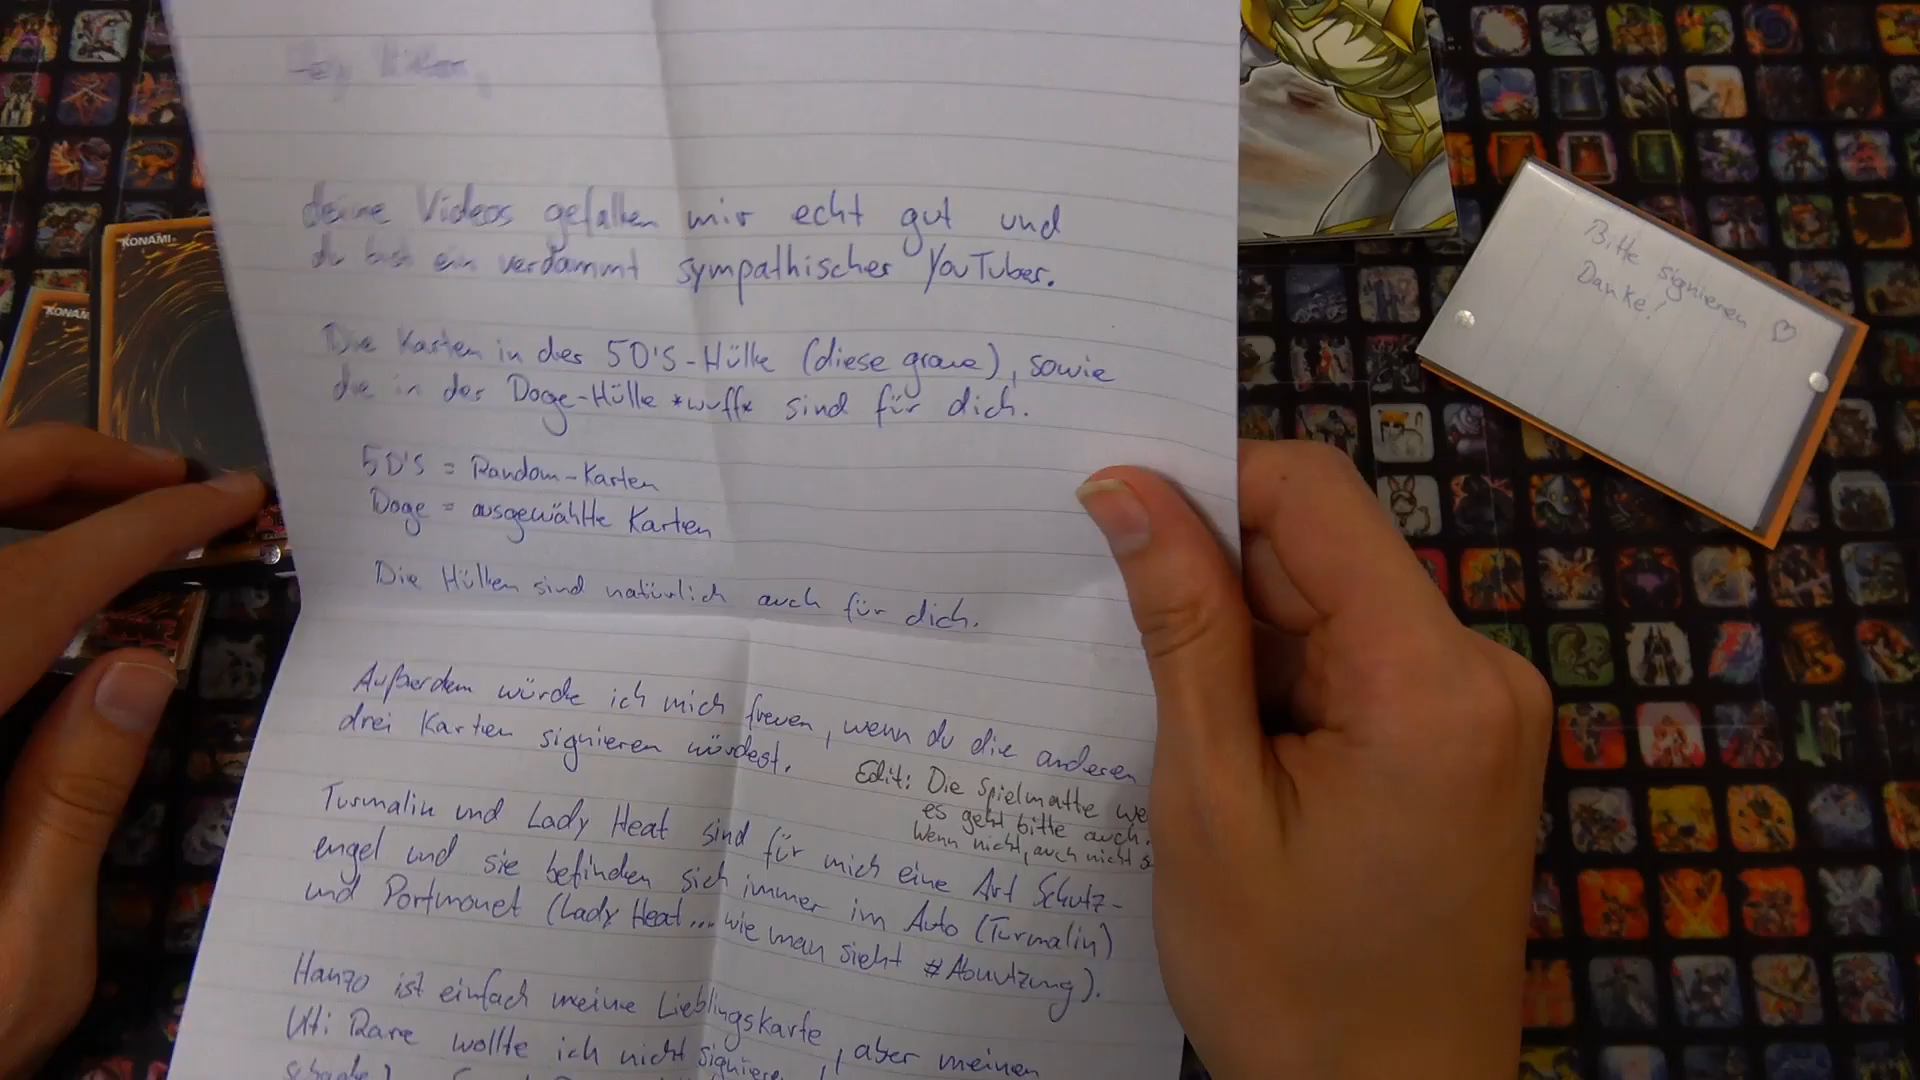 deine Videos gefallen mir echt gut und
du bist ein verdammt sympathischer YouTuber.
Die Karten in der 5D'S-Hülle (diese graue), sowie
die in der Doge-Hülle *wuff* sind für dich.
5D'S = Random-Karten
Doge = ausgewählte Karten
Die Hüllen sind natürlich auch für dich.
Außerdem würde ich mich freuen, wenn du die anderen
drei Karten signieren würdest.
Edit: Die Spielmatte we
es geht bitte auch.
Wenn nicht, auch nicht s
Turmalin und Lady Heat sind für mich eine Art Schutz-
engel und sie befinden sich immer im Auto (Turmalin)
und Portmonet (Lady Heat... wie man sieht #Abnutzung).
Hanzo ist einfach meine Lieblingskarte, aber meinen
Ulti Rare wollte ich nicht
Bitte signieren ♡
Danke!
KONAMI
KONAM